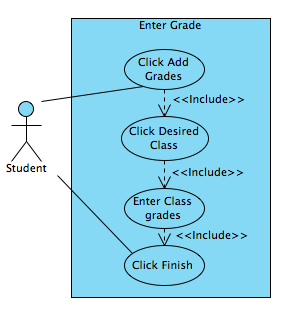 Enter Grade
Click Add
Grades
<<Include>>
Click Desired
Class
<<Include>>
Student
Enter Class
grades
<<Include>>
Click Finish